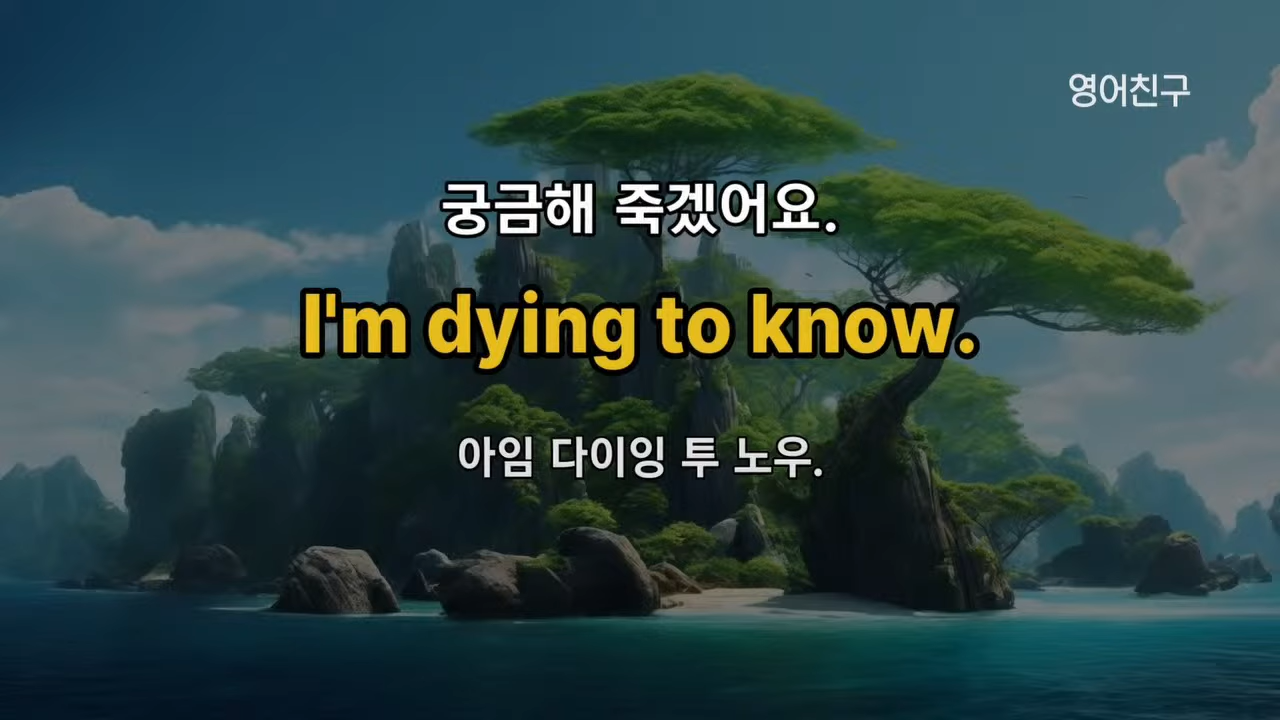 영어친구
궁금해 죽겠어요.
I'm dying to know.
아임 다이잉 투 노우.